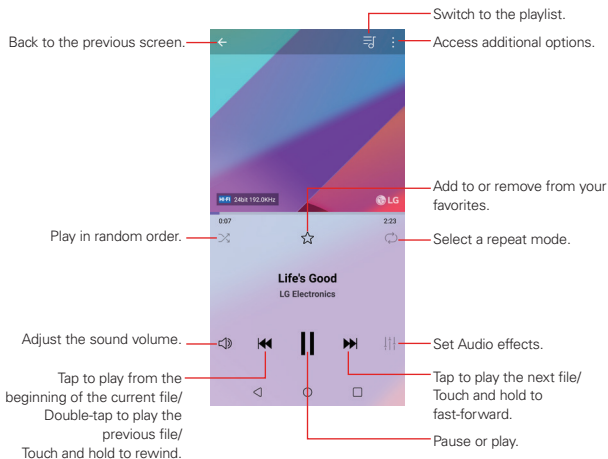 Switch to the playlist.
Back to the previous screen.
Access additional options.
HI-FI 24bit 192.0KHz
LG
Add to or remove from your
favorites.
0:07
2:23
Play in random order.
Select a repeat mode.
Life's Good
LG Electronics
Adjust the sound volume.
Set Audio effects.
Tap to play from the
beginning of the current file/
Double-tap to play the
previous file/
Touch and hold to rewind.
Tap to play the next file/
Touch and hold to
fast-forward.
Pause or play.